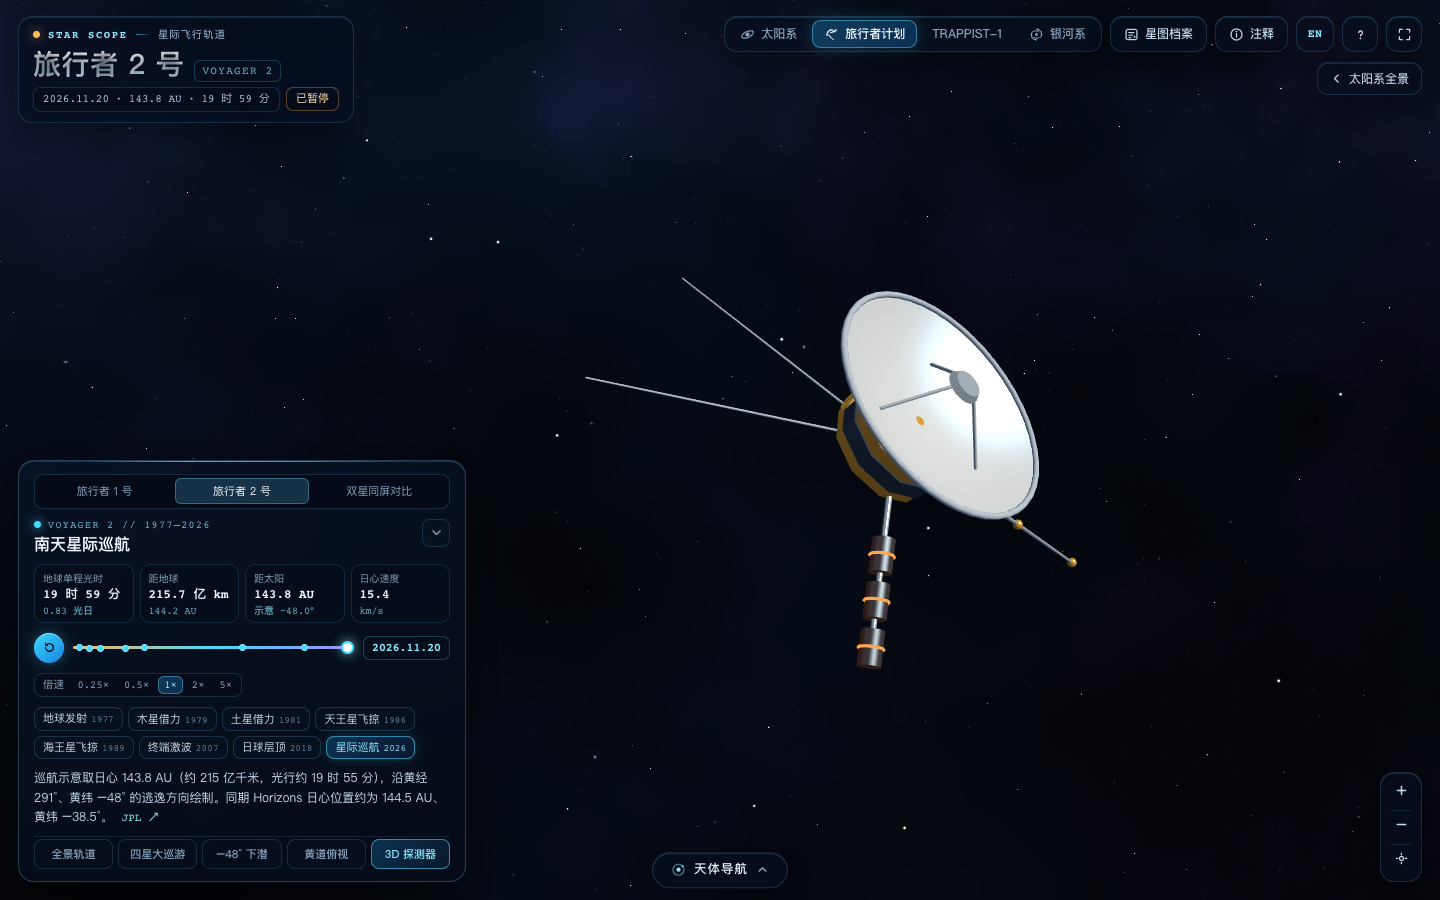 STAR SCOPE — 星际飞行轨道
旅行者 2 号 VOYAGER 2
2026.11.20 · 143.8 AU · 19 时 59 分 已暂停
太阳系 旅行者计划 TRAPPIST-1 银河系 星图档案 注释 EN ?
太阳系全景
旅行者 1 号 旅行者 2 号 双星同屏对比
VOYAGER 2 // 1977—2026
南天星际巡航
地球单程光时 距地球 距太阳 日心速度
19 时 59 分 215.7 亿 km 143.8 AU 15.4
0.83 光日 144.2 AU 示意 −48.0° km/s
2026.11.20
倍速 0.25× 0.5× 1× 2× 5×
地球发射 1977 木星借力 1979 土星借力 1981 天王星飞掠 1986
海王星飞掠 1989 终端激波 2007 日球层顶 2018 星际巡航 2026
巡航示意取日心 143.8 AU（约 215 亿千米，光行约 19 时 55 分），沿黄经
291°、黄纬 −48° 的逃逸方向绘制。同期 Horizons 日心位置约为 144.5 AU、
黄纬 −38.5°。 JPL ↗
全景轨道 四星大巡游 −48° 下潜 黄道俯视 3D 探测器
天体导航
+
−